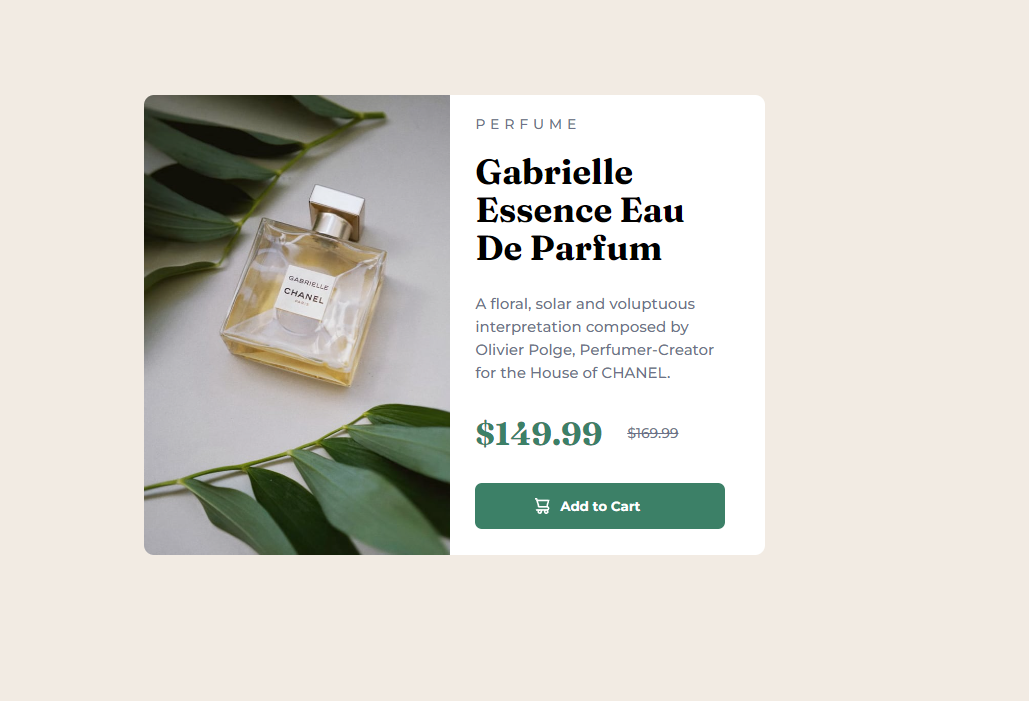 PERFUME
Gabrielle
Essence Eau
De Parfum
A floral, solar and voluptuous
interpretation composed by
Olivier Polge, Perfumer-Creator
for the House of CHANEL.
$149.99 $169.99
Add to Cart
GABRIELLE
CHANEL
PARIS